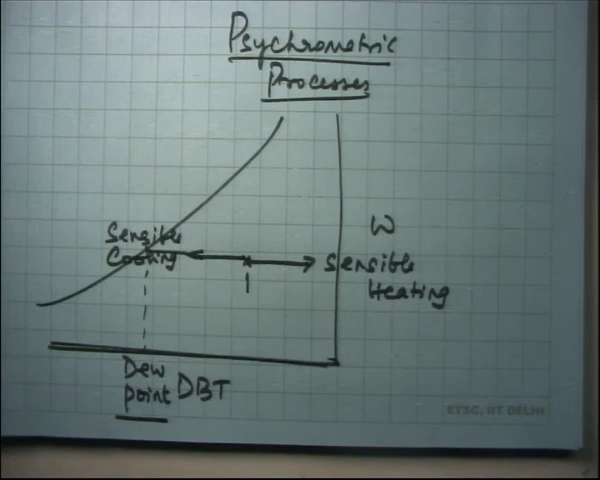 Psychrometric
Processes
Sensible
Cooling
W
Sensible
Heating
1
Dew
point DBT
ETSC, IIT DELHI